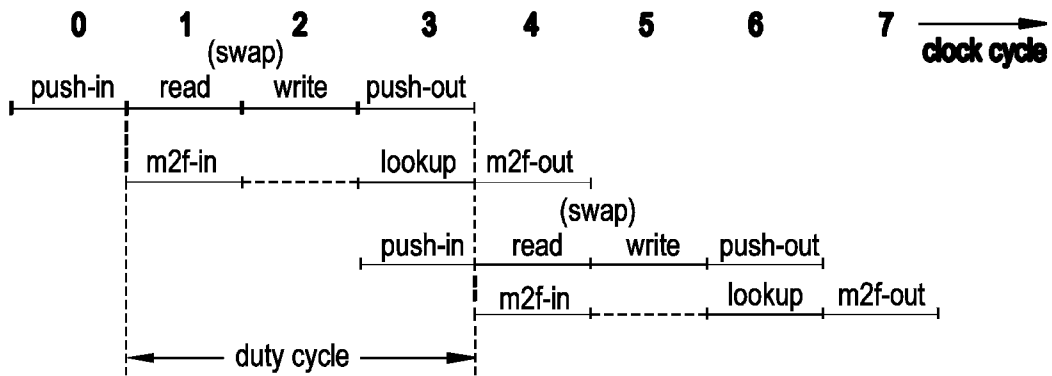 0 1 2 3 4 5 6 7
(swap)
clock cycle
push-in read write push-out
m2f-in lookup m2f-out
(swap)
push-in read write push-out
m2f-in lookup m2f-out
duty cycle